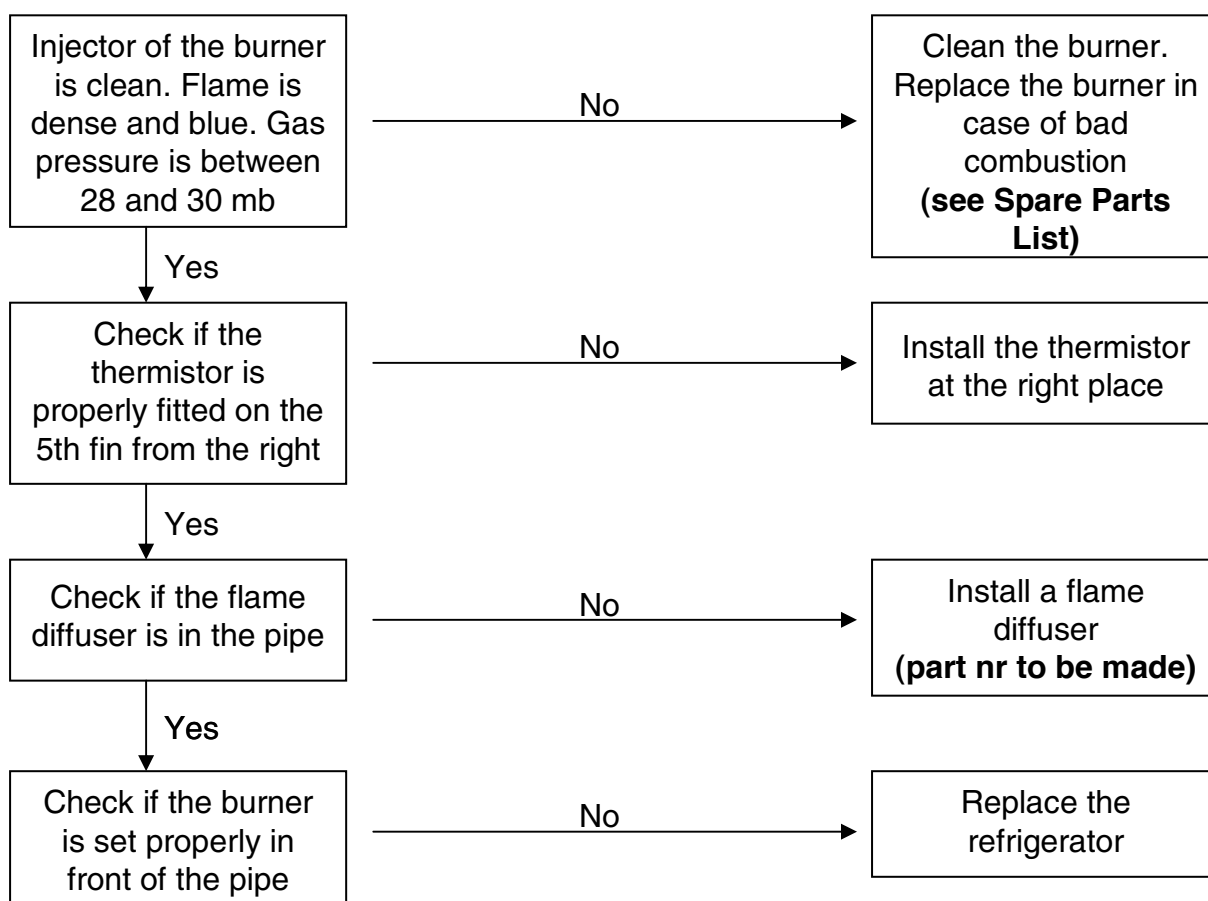 Injector of the burner
is clean. Flame is
dense and blue. Gas
pressure is between
28 and 30 mb
No
Clean the burner.
Replace the burner in
case of bad
combustion
(see Spare Parts
List)
Yes
Check if the
thermistor is
properly fitted on the
5th fin from the right
No
Install the thermistor
at the right place
Yes
Check if the flame
diffuser is in the pipe
No
Install a flame
diffuser
(part nr to be made)
Yes
Check if the burner
is set properly in
front of the pipe
No
Replace the
refrigerator